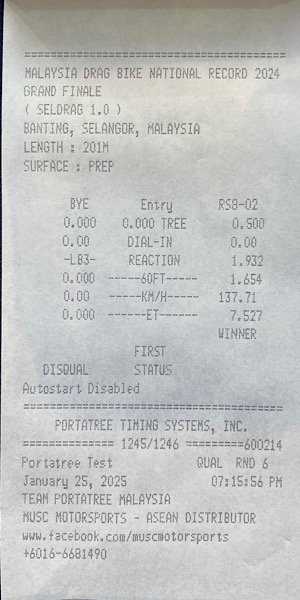 ================================
MALAYSIA DRAG BIKE NATIONAL RECORD 2024
GRAND FINALE
( SELDRAG 1.0 )
BANTING, SELANGOR, MALAYSIA
LENGTH : 201M
SURFACE : PREP
BYE Entry RS8-02
0.000 0.000 TREE 0.500
0.00 DIAL-IN 0.00
-LB3- REACTION 1.932
0.000 -----60FT----- 1.654
0.00 -----KM/H----- 137.71
0.000 ------ET------ 7.527
WINNER
FIRST
DISQUAL STATUS
Autostart Disabled
================================
PORTATREE TIMING SYSTEMS, INC.
============== 1245/1246 =========600214
Portatree Test QUAL RND 6
January 25, 2025 07:15:56 PM
TEAM PORTATREE MALAYSIA
MUSC MOTORSPORTS - ASEAN DISTRIBUTOR
www.facebook.com/muscmotorsports
+6016-6681490